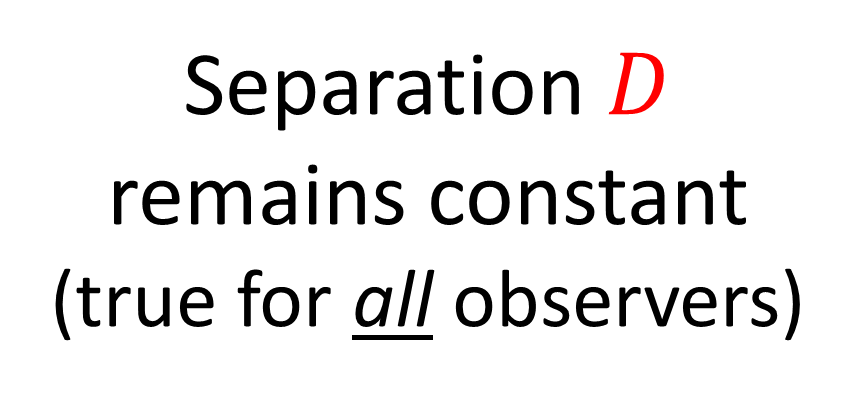 Separation D
remains constant
(true for all observers)